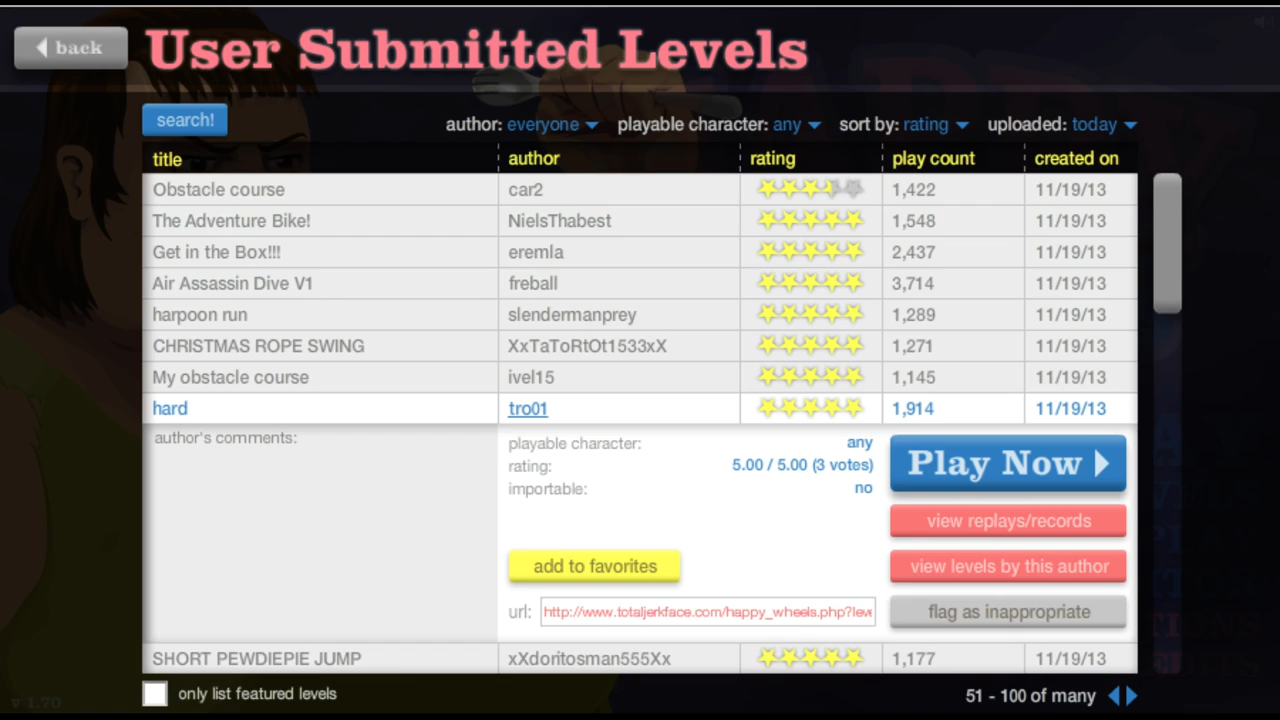 back
User Submitted Levels
search!
author: everyone playable character: any sort by: rating uploaded: today
title author rating play count created on
Obstacle course car2 1,422 11/19/13
The Adventure Bike! NielsThabest 1,548 11/19/13
Get in the Box!!! eremla 2,437 11/19/13
Air Assassin Dive V1 freball 3,714 11/19/13
harpoon run slendermanprey 1,289 11/19/13
CHRISTMAS ROPE SWING XxTaToRtOt1533xX 1,271 11/19/13
My obstacle course ivel15 1,145 11/19/13
hard tro01 1,914 11/19/13
author's comments:
playable character: any
rating: 5.00 / 5.00 (3 votes)
importable: no
Play Now
view replays/records
add to favorites
view levels by this author
url: http://www.totaljerkface.com/happy_wheels.php?leve
flag as inappropriate
SHORT PEWDIEPIE JUMP xXdoritosman555Xx 1,177 11/19/13
only list featured levels
51 - 100 of many
v 1.70